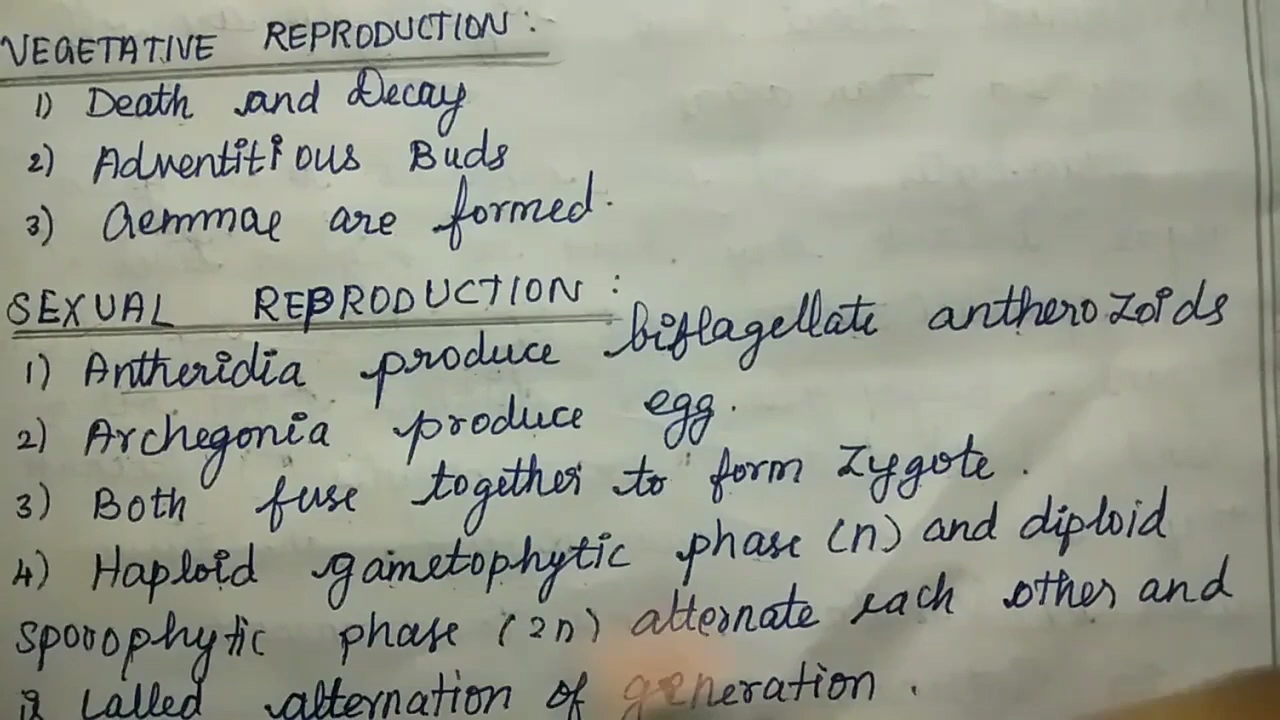 VEGETATIVE REPRODUCTION:
1) Death and Decay
2) Adventitious Buds
3) Gemmae are formed.
SEXUAL REPRODUCTION:
1) Antheridia produce biflagellate antherozoids
2) Archegonia produce egg.
3) Both fuse together to form zygote.
4) Haploid gametophytic phase (n) and diploid
sporophytic phase (2n) alternate each other and
is called alternation of generation.